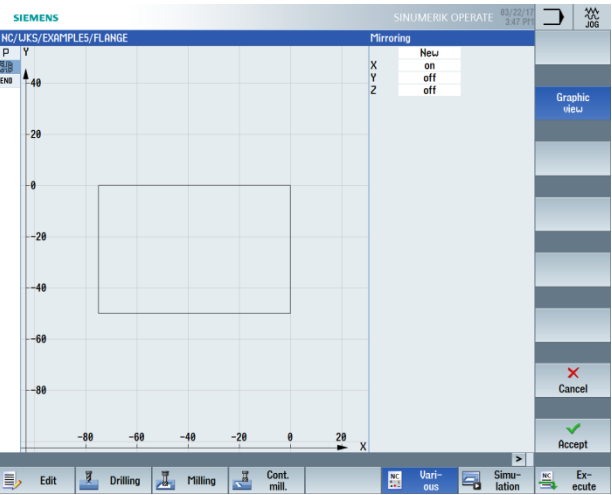 SIEMENS
SINUMERIK OPERATE 03/22/17 3:47 PM
JOG
NC/WKS/EXAMPLE5/FLANGE
Mirroring
P
Y
END
New
X on
Y off
Z off
Graphic
view
40
20
0
-20
-40
-60
-80
-80 -60 -40 -20 0 20
X
Cancel
Accept
>
Edit
Drilling
Milling
Cont.
mill.
NC
Vari-
ous
Simu-
lation
NC
Ex-
ecute